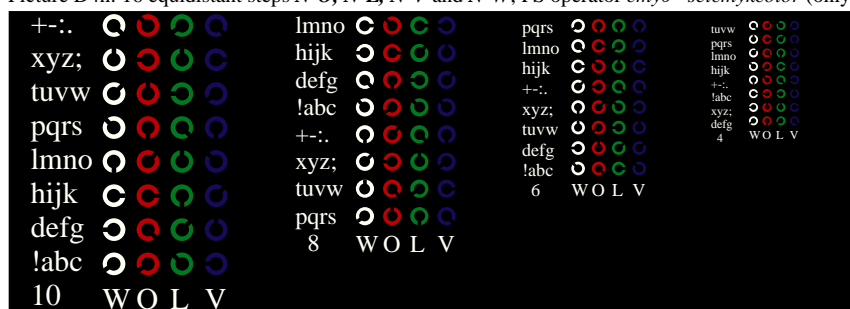 +-:.
xyz;
tuvw
pqrs
lmno
hijk
defg
!abc
10 W O L V
lmno
hijk
defg
!abc
+-:.
xyz;
tuvw
pqrs
8 W O L V
pqrs
lmno
hijk
+-:.
xyz;
tuvw
defg
!abc
6 W O L V
tuvw
pqrs
lmno
hijk
+-:.
!abc
xyz;
defg
4 W O L V